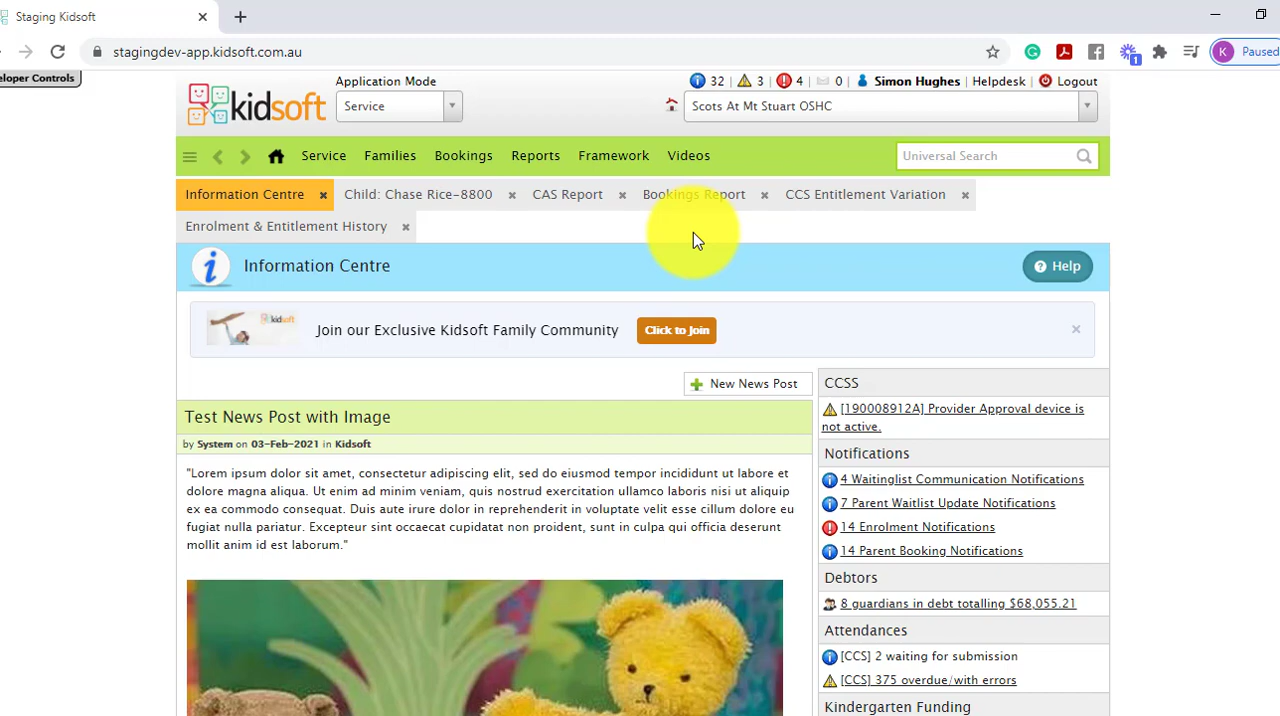 Staging Kidsoft
stagingdev-app.kidsoft.com.au
1
K Paused
eloper Controls
kidsoft
Application Mode
Service
32 3 4 0 Simon Hughes Helpdesk Logout
Scots At Mt Stuart OSHC
Service Families Bookings Reports Framework Videos
Universal Search
Information Centre Child: Chase Rice-8800 CAS Report Bookings Report CCS Entitlement Variation
Enrolment & Entitlement History
Information Centre
Help
kidsoft
Join our Exclusive Kidsoft Family Community Click to Join
New News Post
Test News Post with Image
by System on 03-Feb-2021 in Kidsoft
"Lorem ipsum dolor sit amet, consectetur adipiscing elit, sed do eiusmod tempor incididunt ut labore et
dolore magna aliqua. Ut enim ad minim veniam, quis nostrud exercitation ullamco laboris nisi ut aliquip
ex ea commodo consequat. Duis aute irure dolor in reprehenderit in voluptate velit esse cillum dolore eu
fugiat nulla pariatur. Excepteur sint occaecat cupidatat non proident, sunt in culpa qui officia deserunt
mollit anim id est laborum."
CCSS
[190008912A] Provider Approval device is
not active.
Notifications
4 Waitinglist Communication Notifications
7 Parent Waitlist Update Notifications
14 Enrolment Notifications
14 Parent Booking Notifications
Debtors
8 guardians in debt totalling $68,055.21
Attendances
[CCS] 2 waiting for submission
[CCS] 375 overdue/with errors
Kindergarten Funding